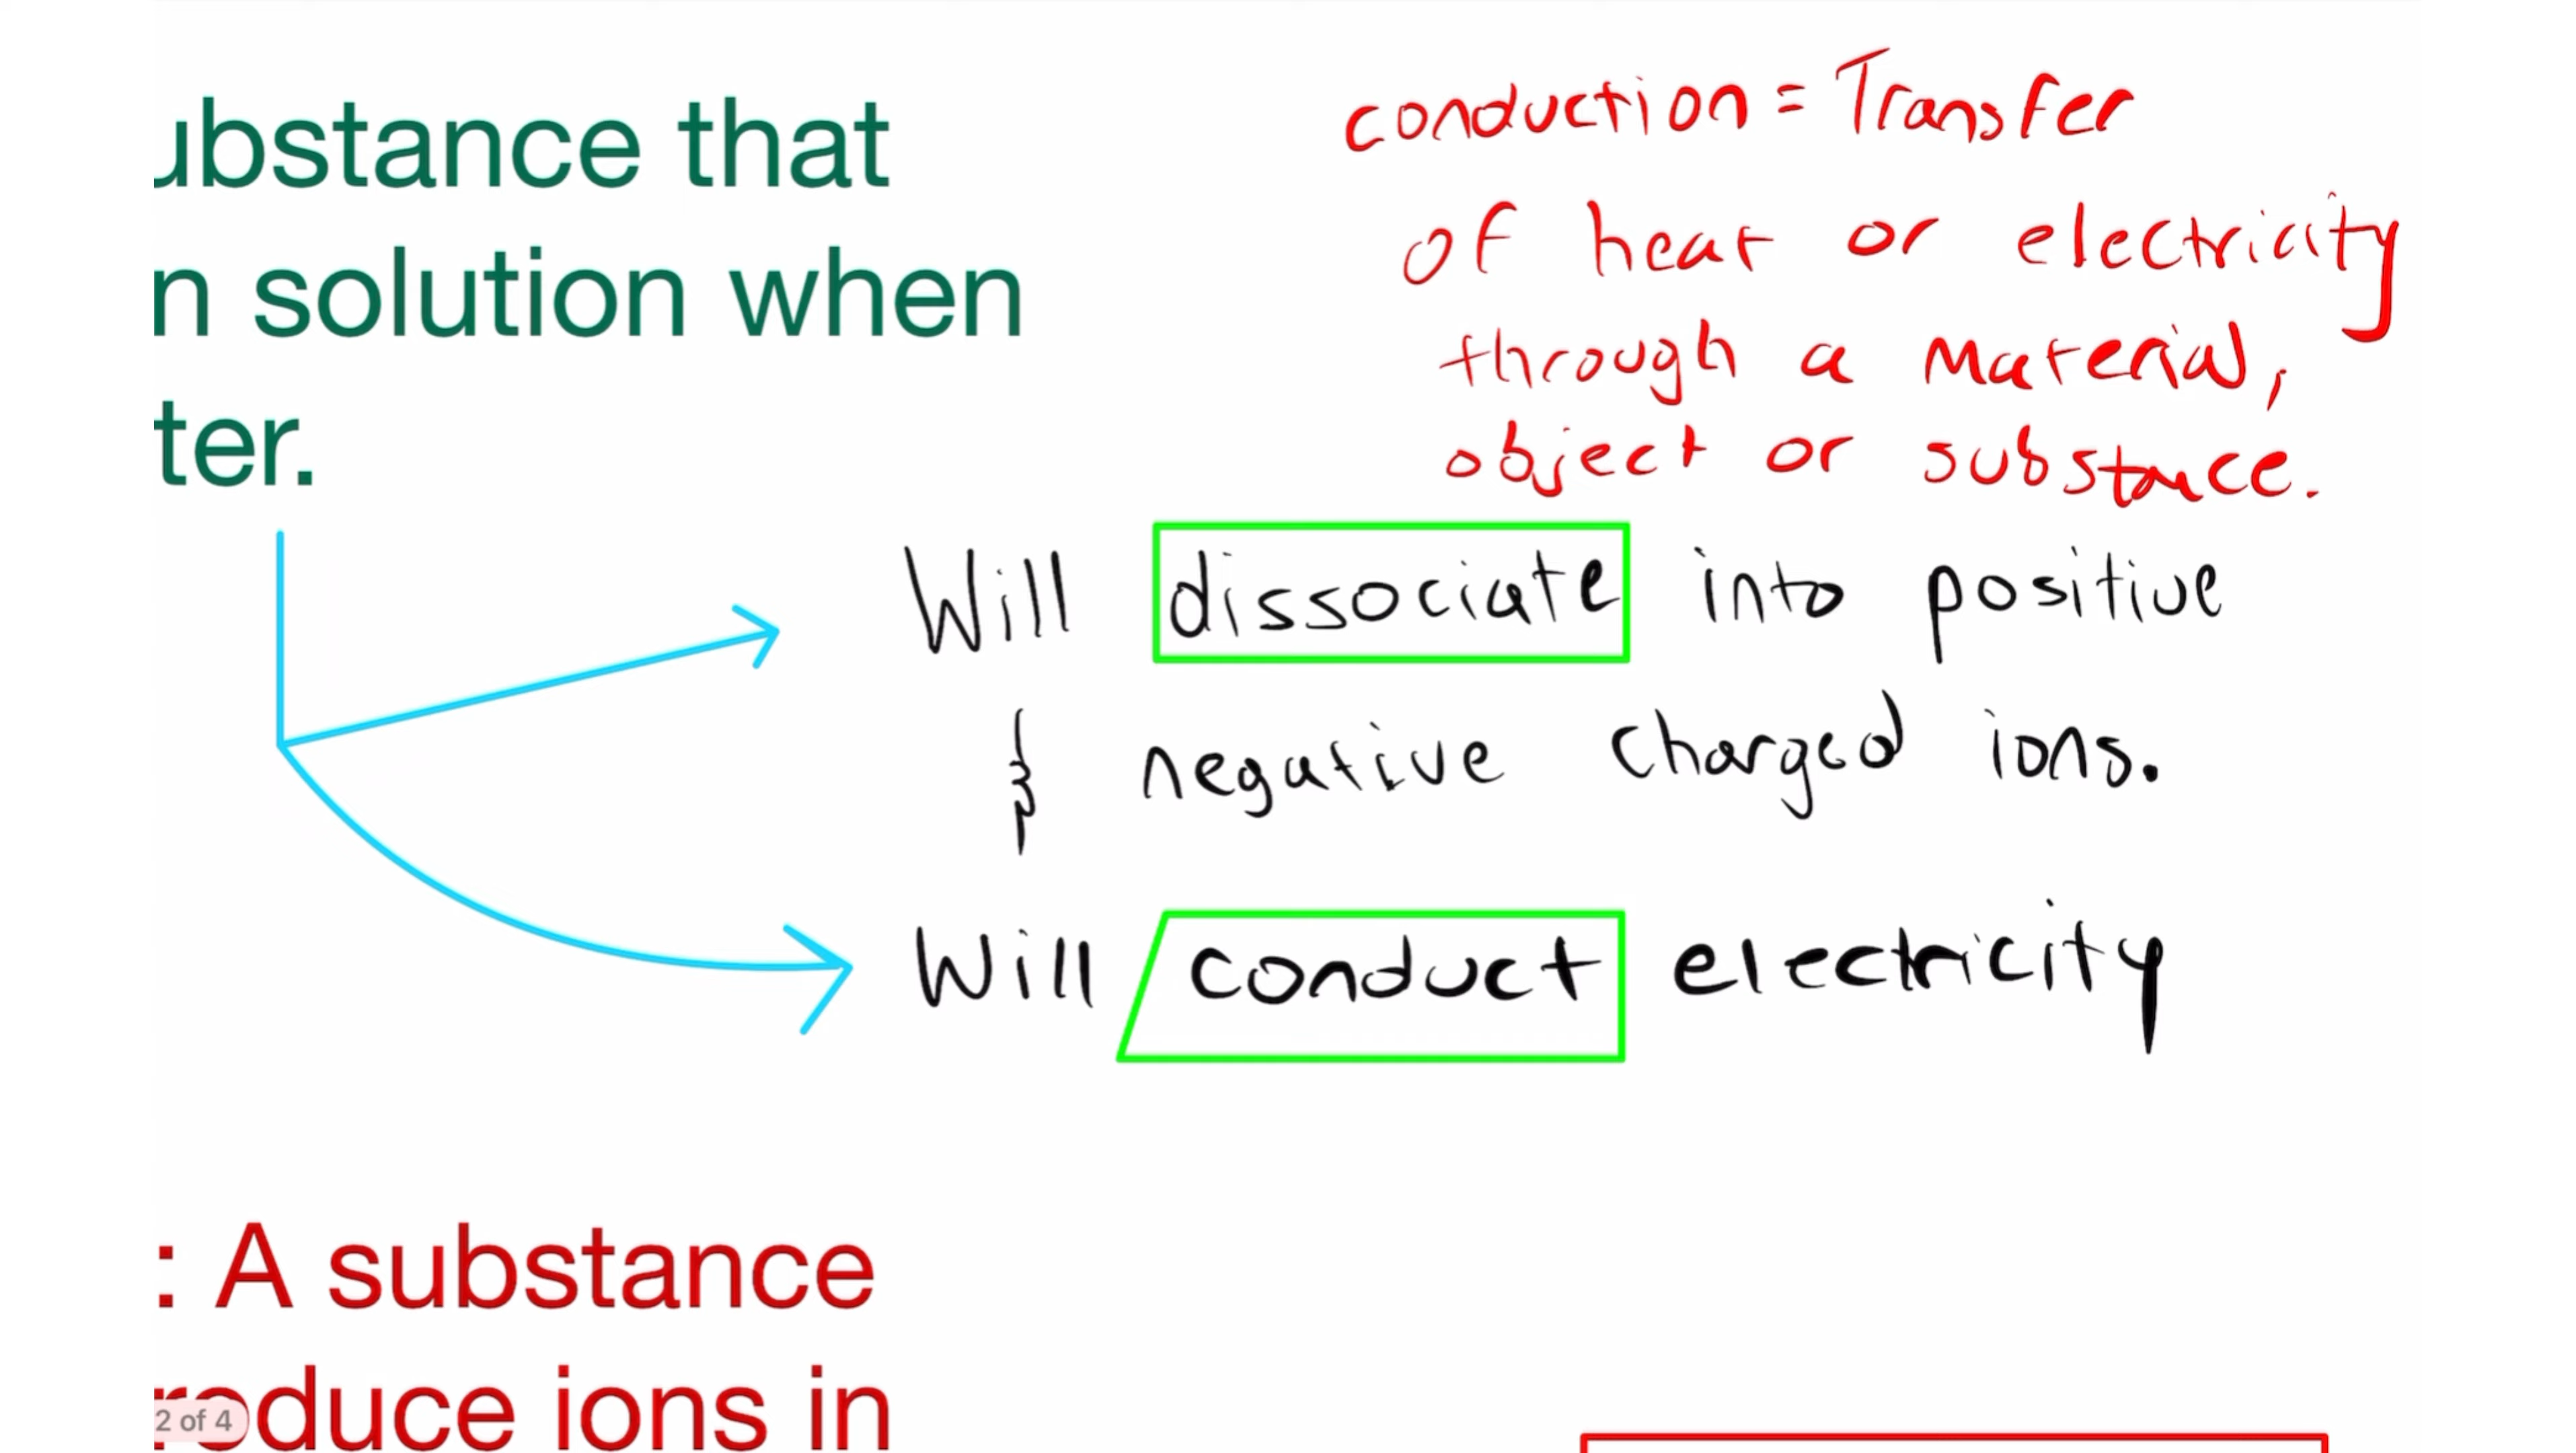 ubstance that
n solution when
ter.
conduction = Transfer
of heat or electricity
through a material,
object or substance.
Will dissociate into positive
& negative charged ions.
Will conduct electricity
: A substance
roduce ions in
2 of 4